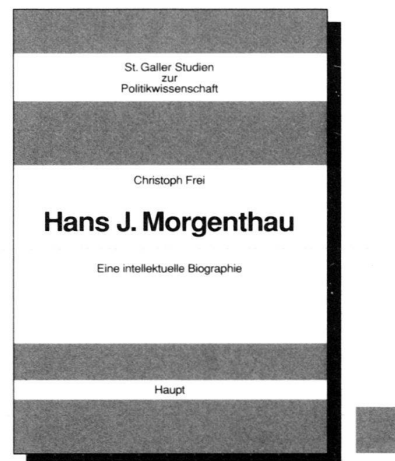 St. Galler Studien
zur
Politikwissenschaft
Christoph Frei
Hans J. Morgenthau
Eine intellektuelle Biographie
Haupt